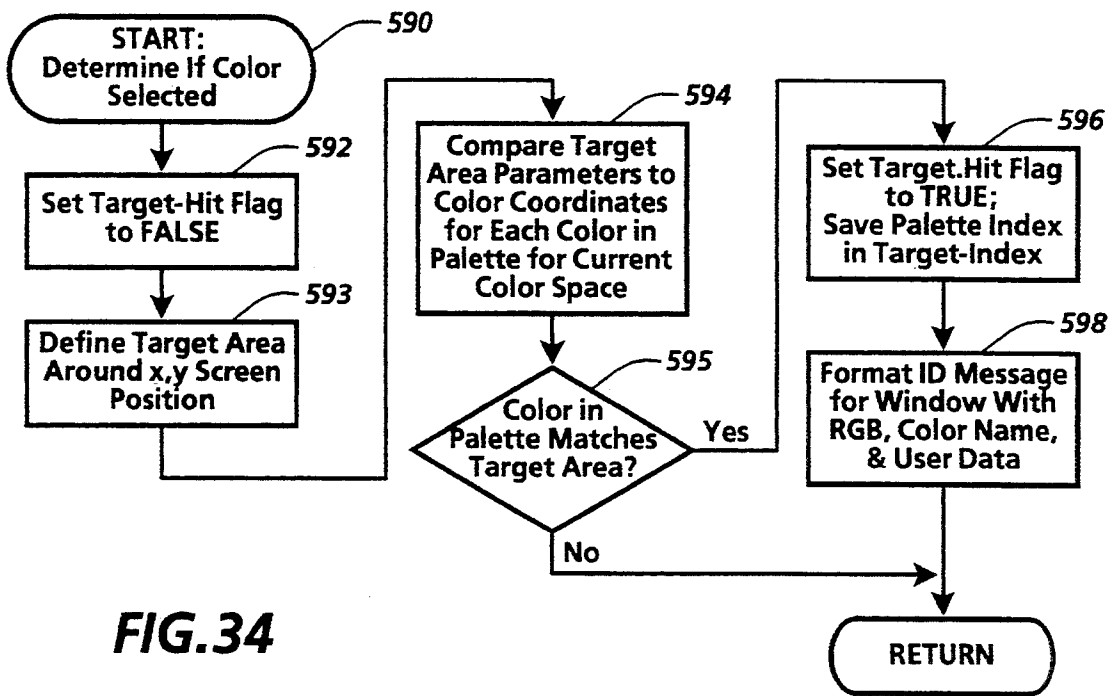 START:
Determine If Color
Selected
590
592
Set Target-Hit Flag
to FALSE
593
Define Target Area
Around x,y Screen
Position
594
Compare Target
Area Parameters to
Color Coordinates
for Each Color in
Palette for Current
Color Space
595
Color in
Palette Matches
Target Area?
Yes
No
596
Set Target.Hit Flag
to TRUE;
Save Palette Index
in Target-Index
598
Format ID Message
for Window With
RGB, Color Name,
& User Data
RETURN
FIG.34